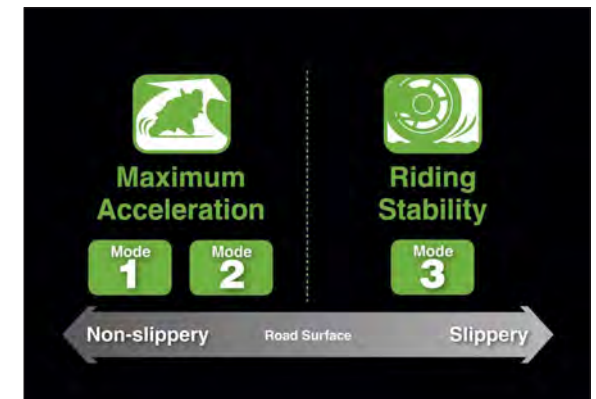 Maximum
Acceleration
Mode
1
Mode
2
Riding
Stability
Mode
3
Non-slippery
Road Surface
Slippery